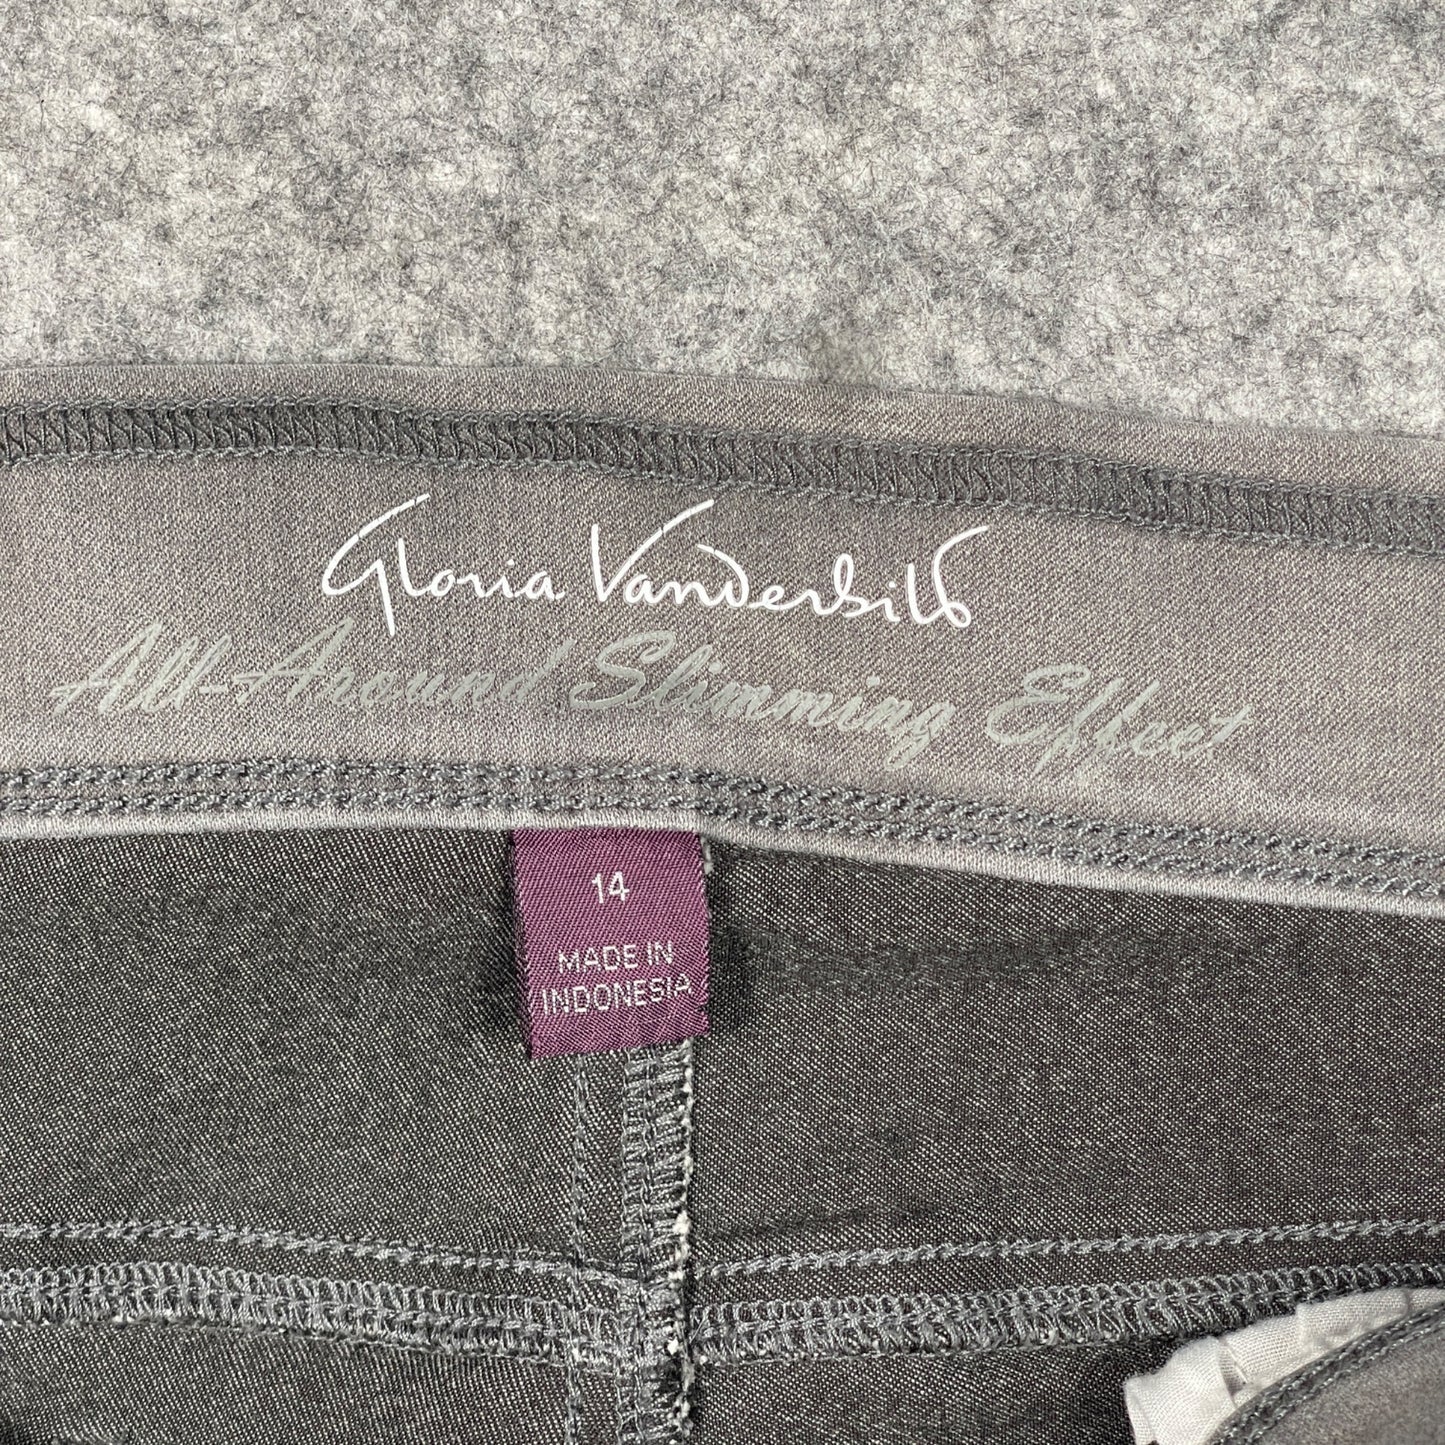 Gloria Vanderbilt
All-Around Slimming Effect
14
MADE IN
INDONESIA